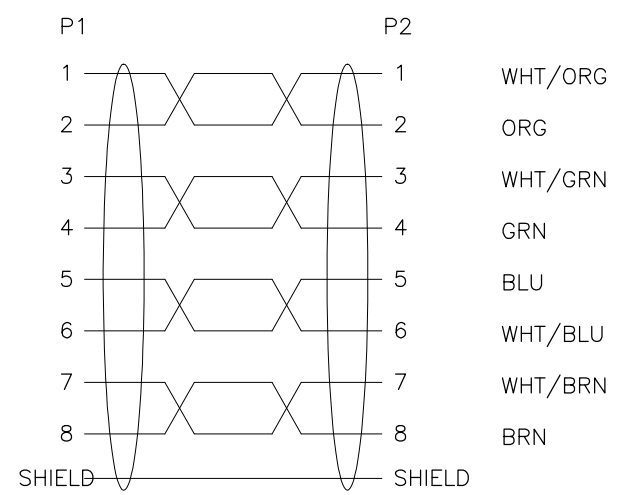 P1 P2
1 1 WHT/ORG
2 2 ORG
3 3 WHT/GRN
4 4 GRN
5 5 BLU
6 6 WHT/BLU
7 7 WHT/BRN
8 8 BRN
SHIELD SHIELD